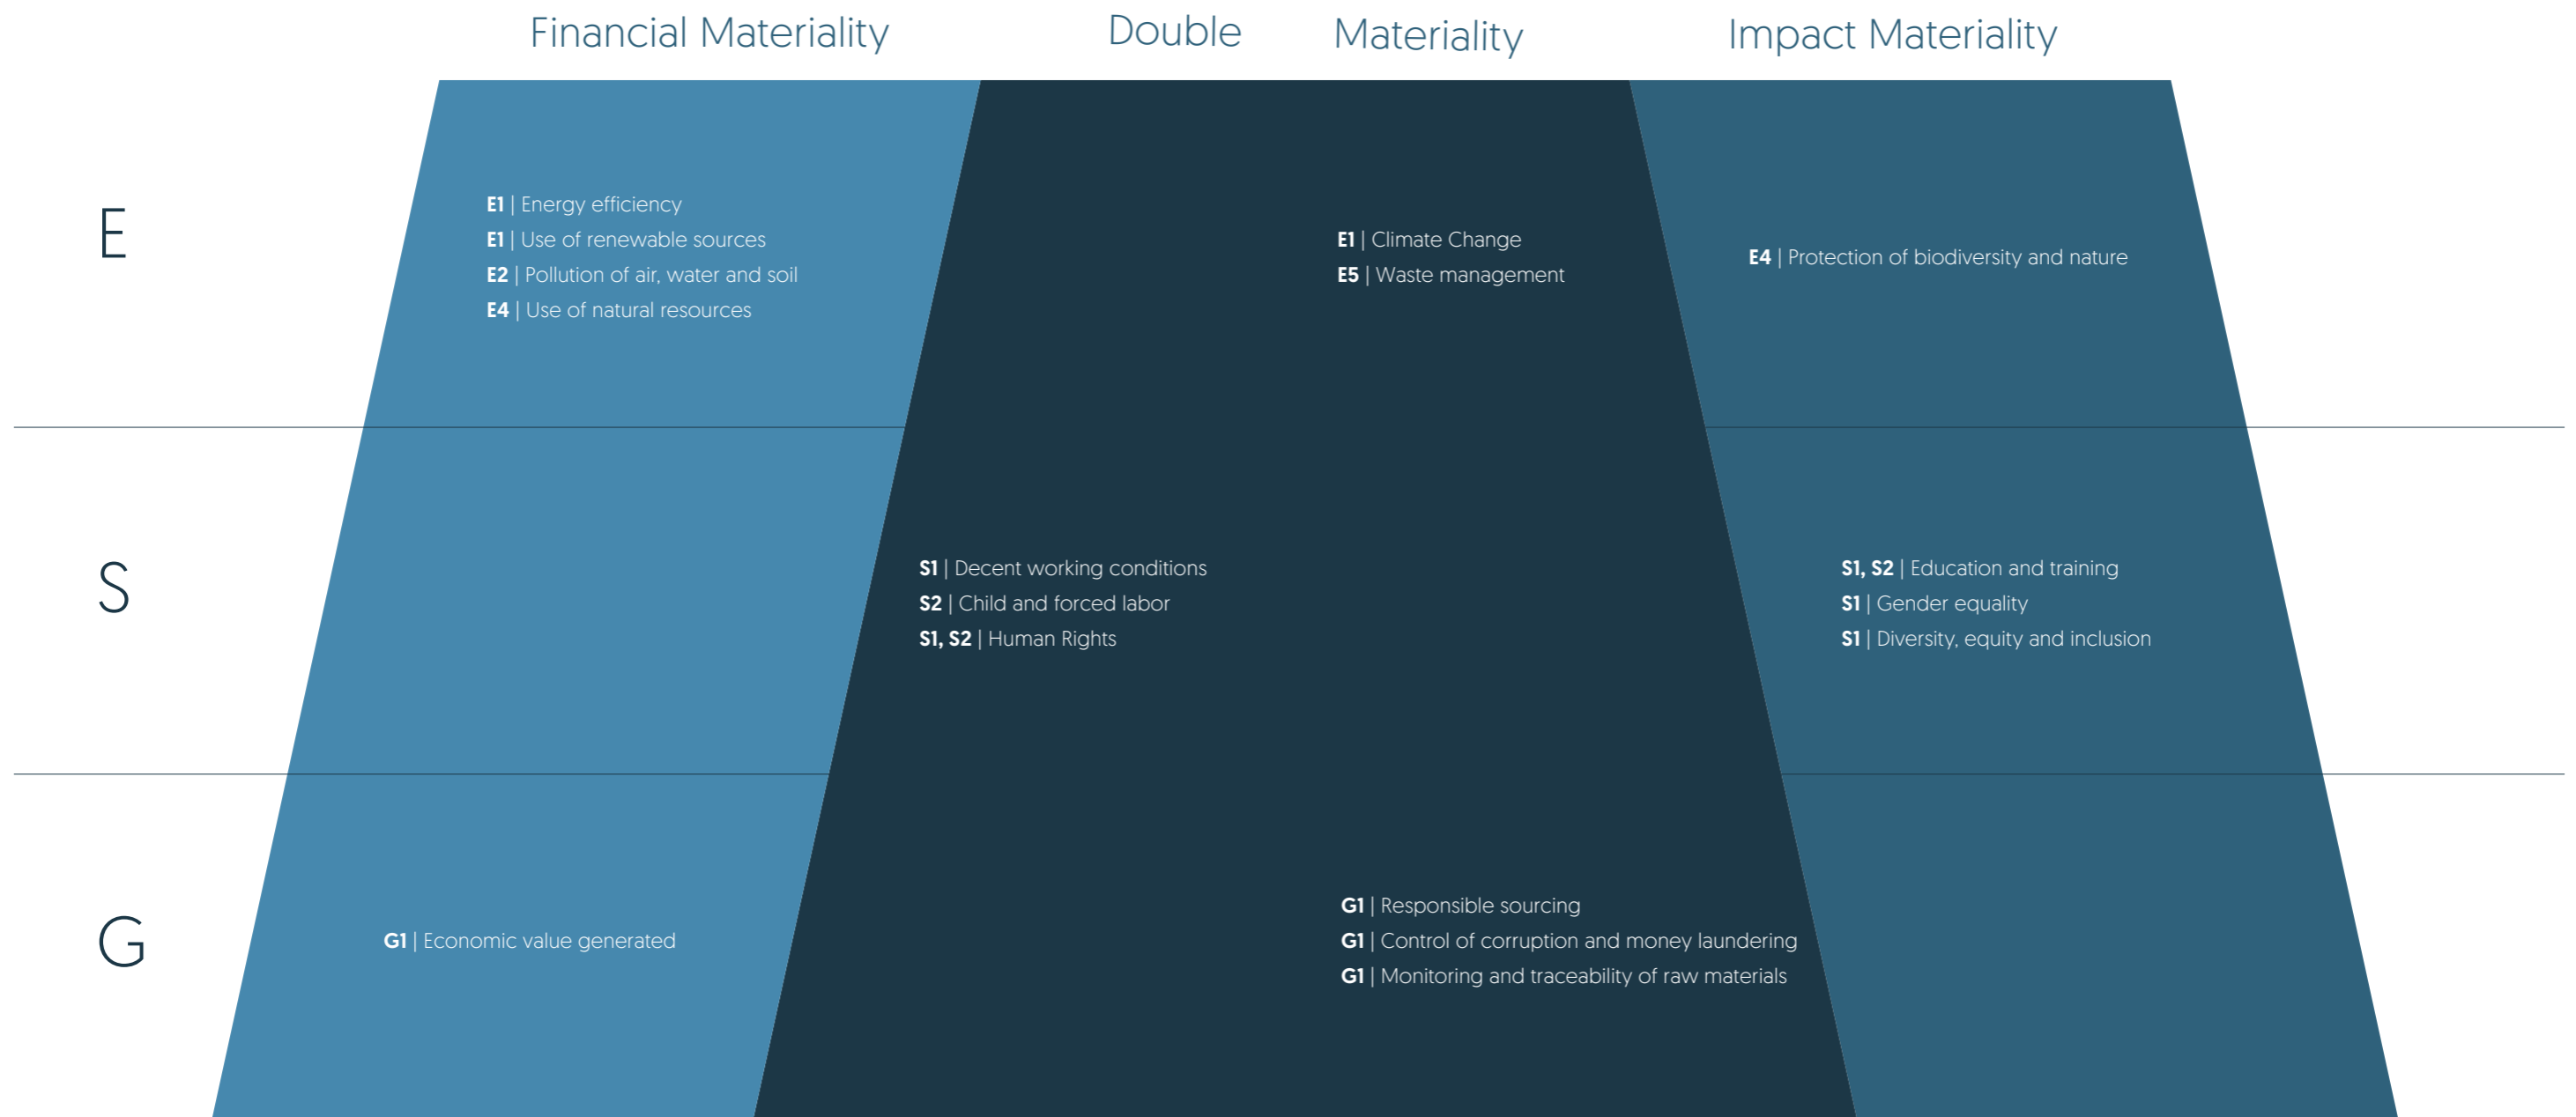 Financial Materiality
Double Materiality
Impact Materiality
E
E1 | Energy efficiency
E1 | Use of renewable sources
E2 | Pollution of air, water and soil
E4 | Use of natural resources
E1 | Climate Change
E5 | Waste management
E4 | Protection of biodiversity and nature
S
S1 | Decent working conditions
S2 | Child and forced labor
S1, S2 | Human Rights
S1, S2 | Education and training
S1 | Gender equality
S1 | Diversity, equity and inclusion
G
G1 | Economic value generated
G1 | Responsible sourcing
G1 | Control of corruption and money laundering
G1 | Monitoring and traceability of raw materials